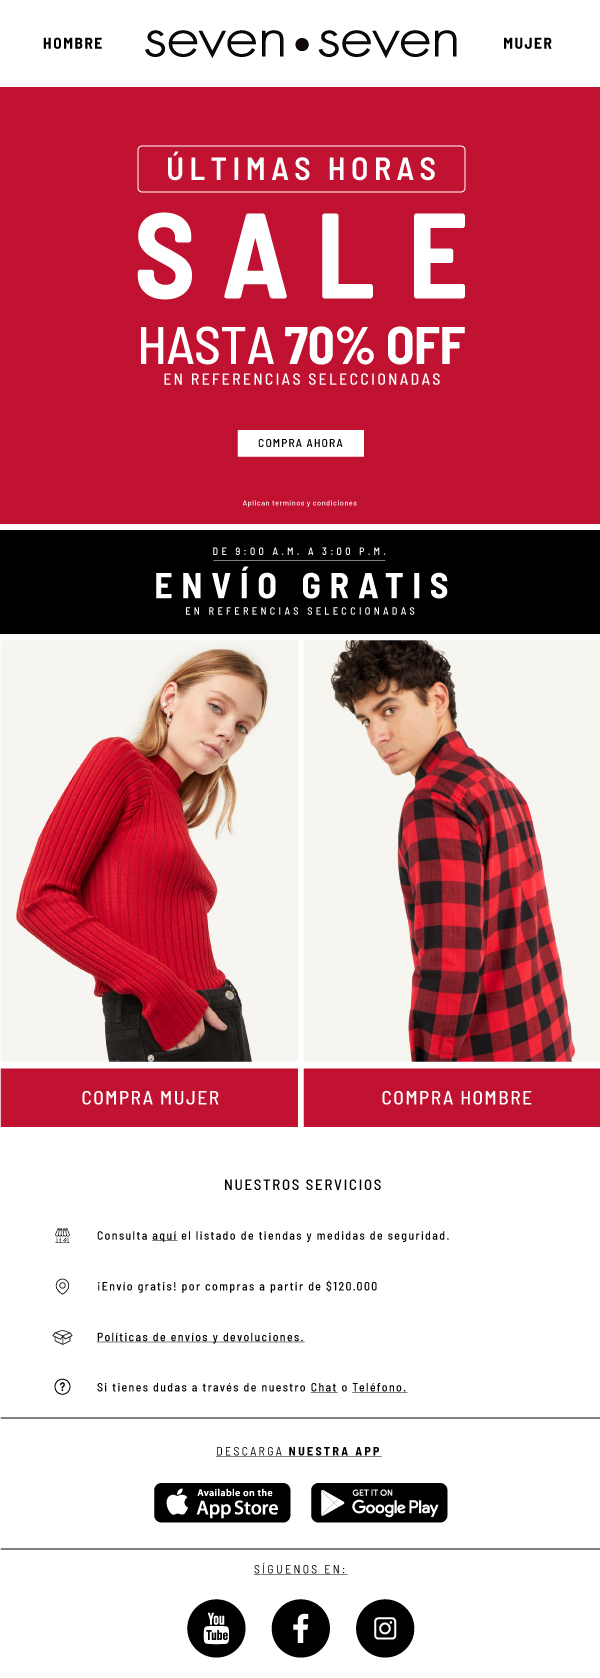 HOMBRE
seven•seven
MUJER
ÚLTIMAS HORAS
SALE
HASTA 70% OFF
EN REFERENCIAS SELECCIONADAS
COMPRA AHORA
Aplican terminos y condiciones
DE 9:00 A.M. A 3:00 P.M.
ENVÍO GRATIS
EN REFERENCIAS SELECCIONADAS
COMPRA MUJER
COMPRA HOMBRE
NUESTROS SERVICIOS
Consulta aquí el listado de tiendas y medidas de seguridad.
¡Envío gratis! por compras a partir de $120.000
Políticas de envíos y devoluciones.
Si tienes dudas a través de nuestro Chat o Teléfono.
DESCARGA NUESTRA APP
Available on the
App Store
GET IT ON
Google Play
SÍGUENOS EN:
You
Tube